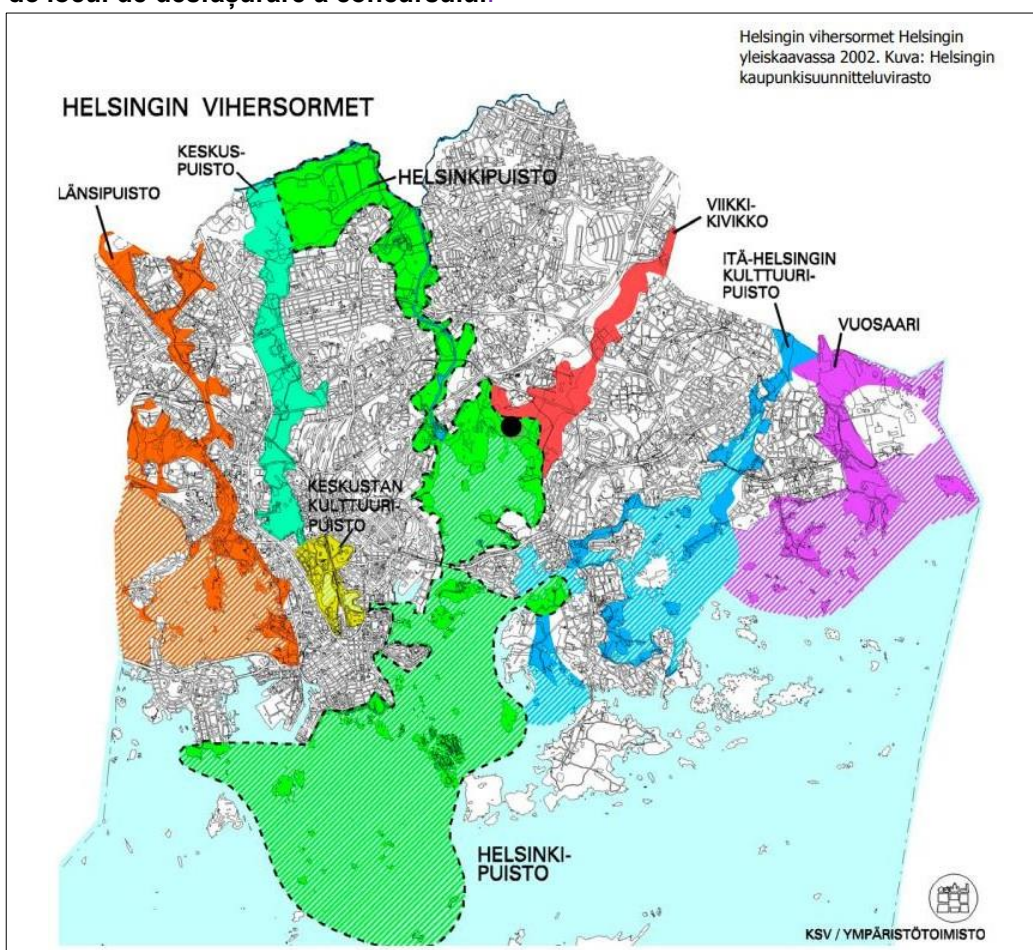 de locul de desfășurare a concursului.
Helsingin vihersormet Helsingin
yleiskaavassa 2002. Kuva: Helsingin
kaupunkisuunnitteluvirasto
HELSINGIN VIHERSORMET
KESKUS-
PUISTO
HELSINKIPUISTO
LÄNSIPUISTO
VIIKKI-
KIVIKKO
ITÄ-HELSINGIN
KULTTUURI-
PUISTO
VUOSAARI
KESKUSTAN
KULTTUURI-
PUISTO
HELSINKI-
PUISTO
KSV / YMPÄRISTÖTOIMISTO